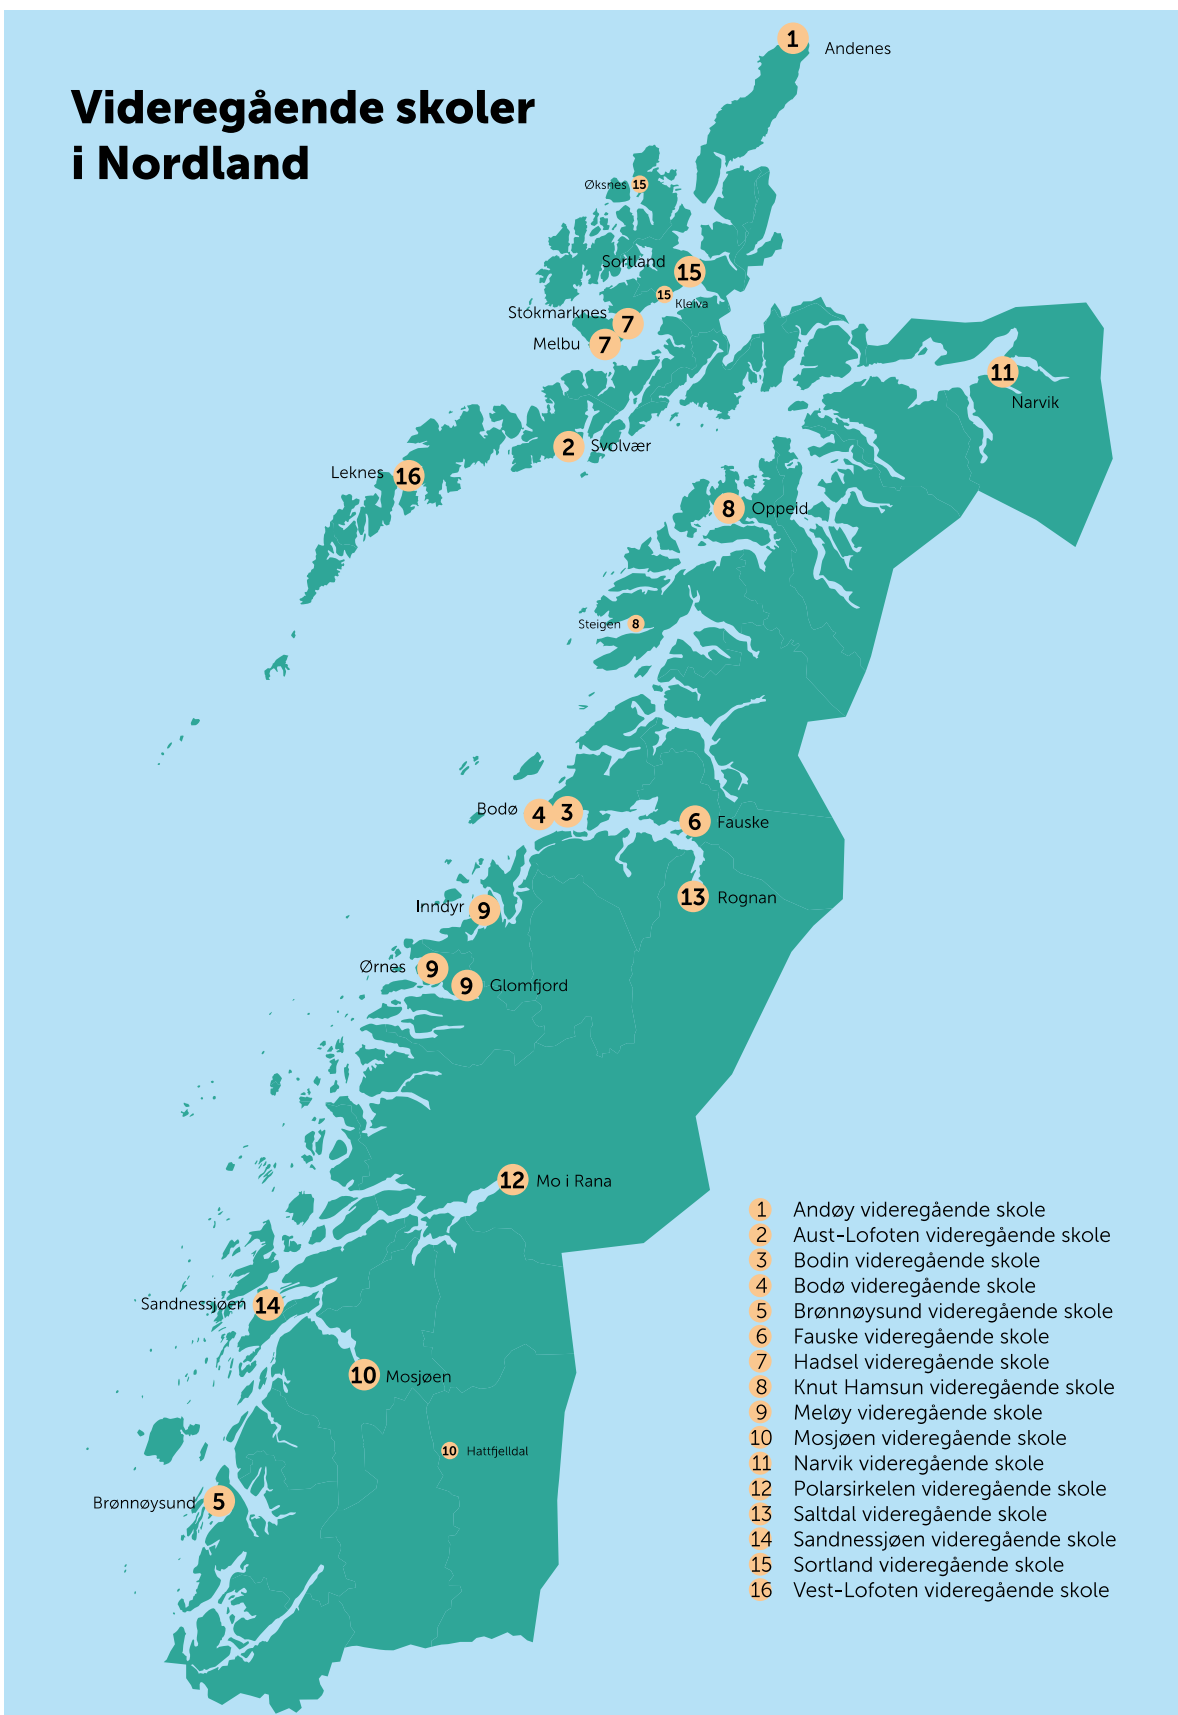 Videregående skoler
i Nordland
1 Andenes
Øksnes 15
Sortland 15
15 Kleiva
Stokmarknes 7
Melbu 7
11 Narvik
2 Svolvær
Leknes 16
8 Oppeid
Steigen 8
Bodø 4 3
6 Fauske
13 Rognan
Inndyr 9
Ørnes 9
9 Glomfjord
12 Mo i Rana
Sandnessjøen 14
10 Mosjøen
10 Hattfjelldal
Brønnøysund 5
1 Andøy videregående skole
2 Aust-Lofoten videregående skole
3 Bodin videregående skole
4 Bodø videregående skole
5 Brønnøysund videregående skole
6 Fauske videregående skole
7 Hadsel videregående skole
8 Knut Hamsun videregående skole
9 Meløy videregående skole
10 Mosjøen videregående skole
11 Narvik videregående skole
12 Polarsirkelen videregående skole
13 Saltdal videregående skole
14 Sandnessjøen videregående skole
15 Sortland videregående skole
16 Vest-Lofoten videregående skole